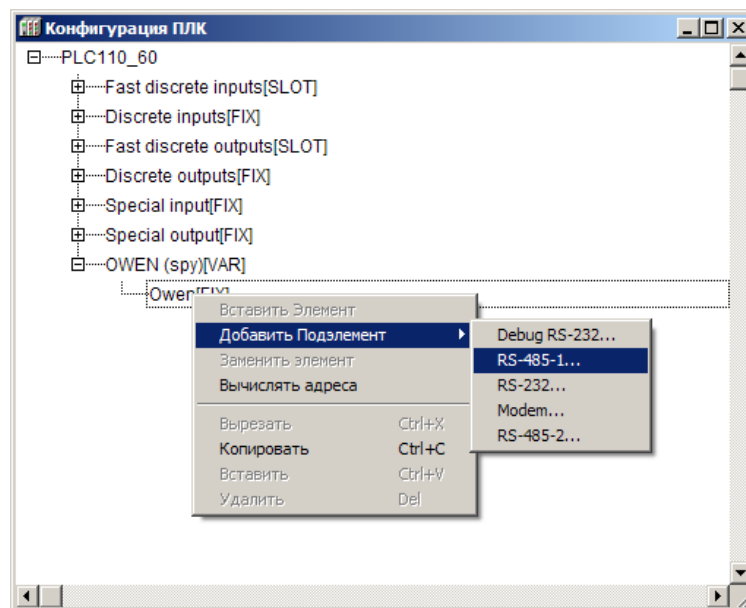 Конфигурация ПЛК
PLC110_60
Fast discrete inputs[SLOT]
Discrete inputs[FIX]
Fast discrete outputs[SLOT]
Discrete outputs[FIX]
Special input[FIX]
Special output[FIX]
OWEN (spy)[VAR]
Owen[FIX]
Вставить Элемент
Добавить Подэлемент
Заменить элемент
Вычислять адреса
Вырезать Ctrl+X
Копировать Ctrl+C
Вставить Ctrl+V
Удалить Del
Debug RS-232...
RS-485-1...
RS-232...
Modem...
RS-485-2...